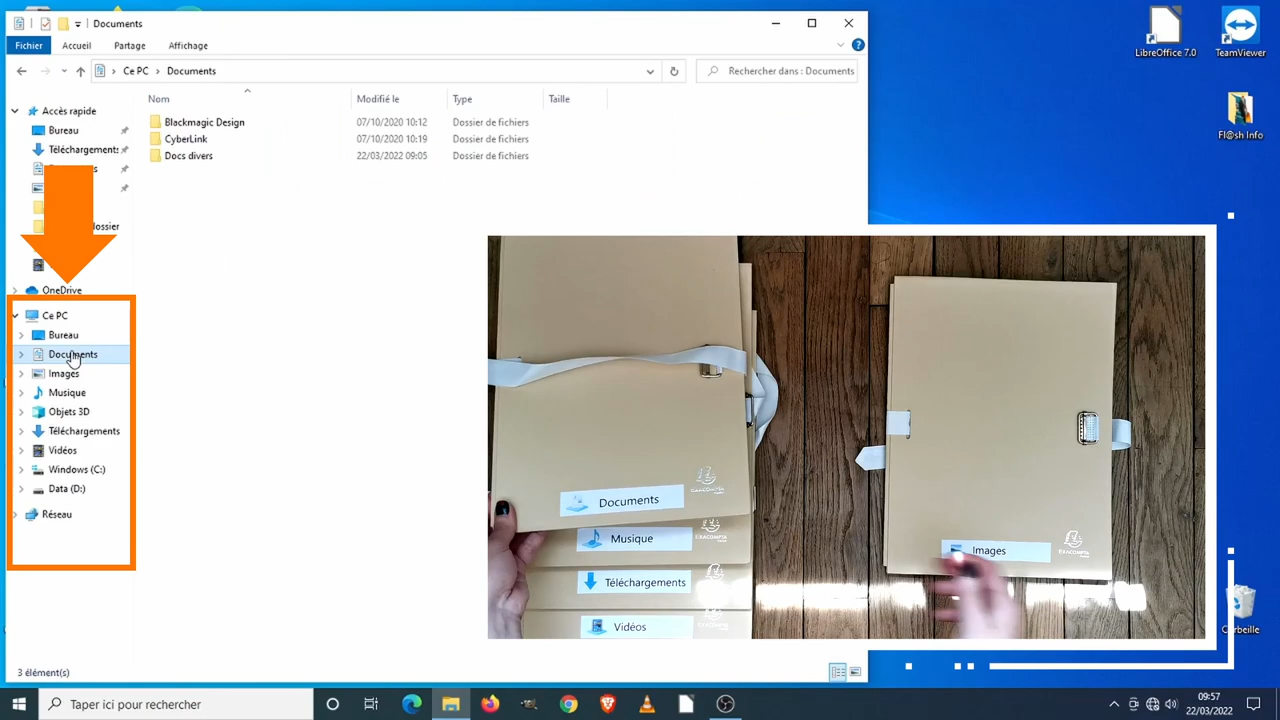 Documents
Fichier
Accueil
Partage
Affichage
Ce PC
Documents
Rechercher dans : Documents
Nom
Modifié le
Type
Taille
Blackmagic Design
07/10/2020 10:12
Dossier de fichiers
CyberLink
07/10/2020 10:19
Dossier de fichiers
Docs divers
22/03/2022 09:05
Dossier de fichiers
Accès rapide
Bureau
Téléchargements
OneDrive
Ce PC
Bureau
Documents
Images
Musique
Objets 3D
Téléchargements
Vidéos
Windows (C:)
Data (D:)
Réseau
3 élément(s)
LibreOffice 7.0
TeamViewer
Fl@sh Info
Corbeille
Documents
Musique
EXACOMPTA
Téléchargements
Vidéos
Images
EXACOMPTA
Taper ici pour rechercher
09:57
22/03/2022